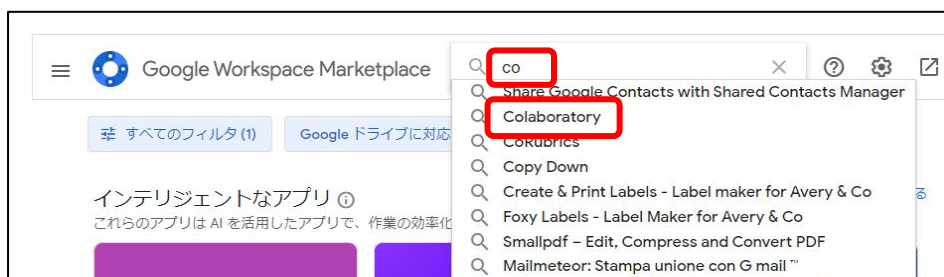 Google Workspace Marketplace
co
Share Google Contacts with Shared Contacts Manager
Colaboratory
CoRubrics
Copy Down
Create & Print Labels - Label maker for Avery & Co
Foxy Labels - Label Maker for Avery & Co
Smallpdf – Edit, Compress and Convert PDF
Mailmeteor: Stampa unione con G mail ™
すべてのフィルタ (1)
Google ドライブに対応
インテリジェントなアプリ
これらのアプリは AI を活用したアプリで、作業の効率化
る